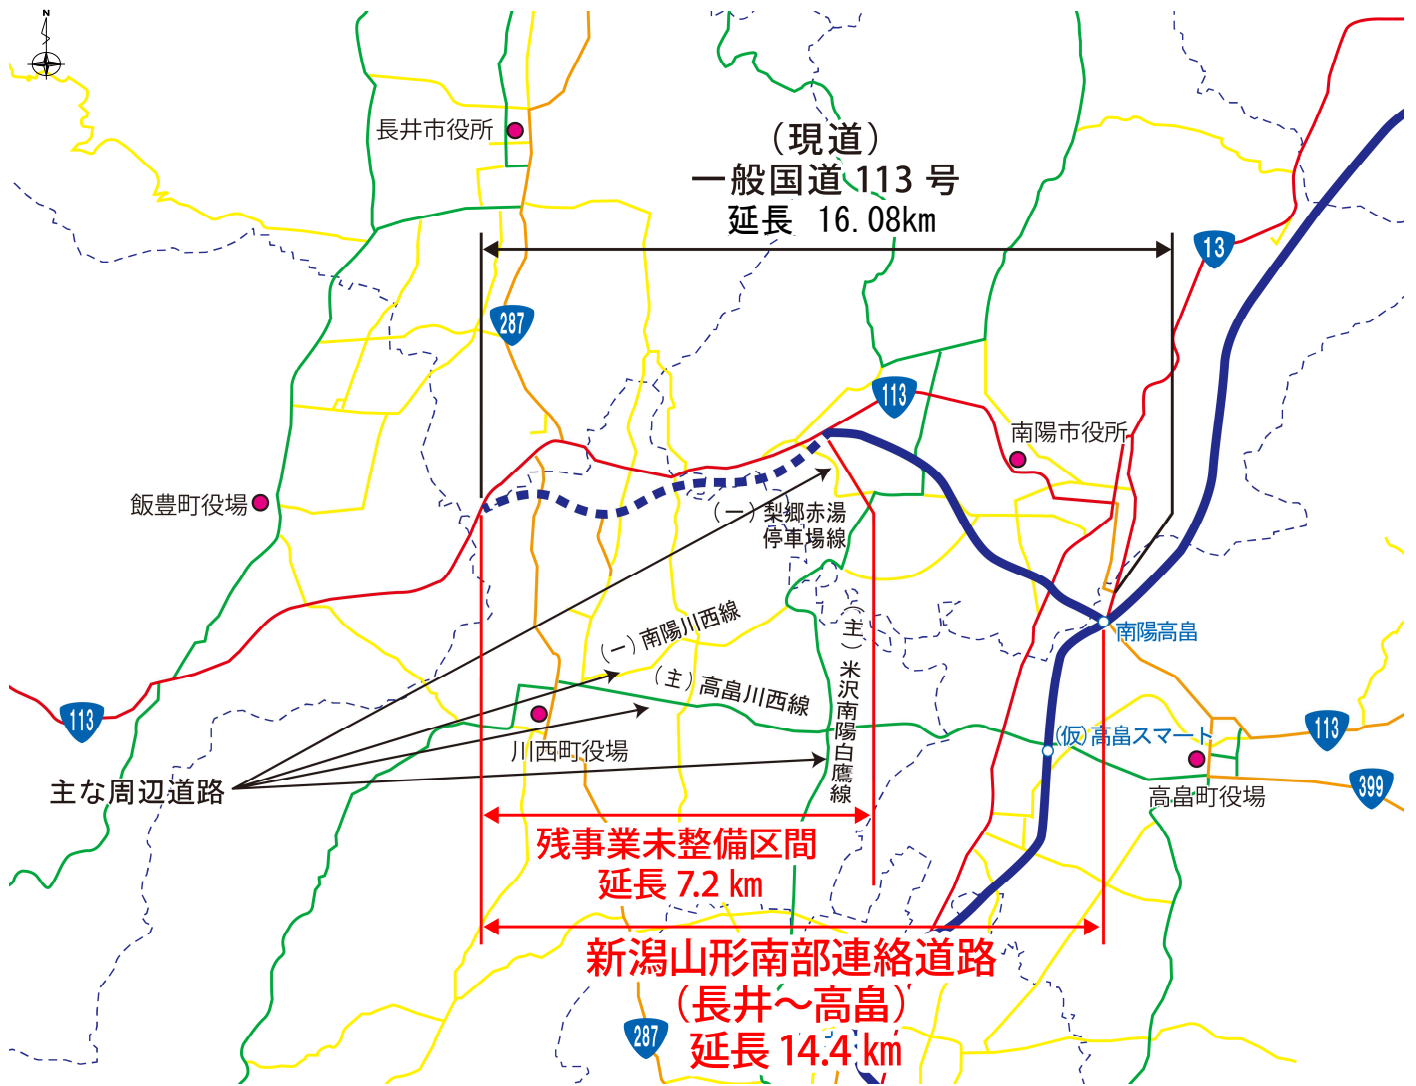 N
長井市役所
（現道）
一般国道 113 号
延長 16.08km
13
287
113
南陽市役所
飯豊町役場
（一）梨郷赤湯
停車場線
（一）南陽川西線
（主）高畠川西線
（主）米沢南陽白鷹線
南陽高畠
（仮）高畠スマート
113
川西町役場
113
399
高畠町役場
主な周辺道路
残事業未整備区間
延長 7.2 km
新潟山形南部連絡道路
（長井～高畠）
延長 14.4 km
287